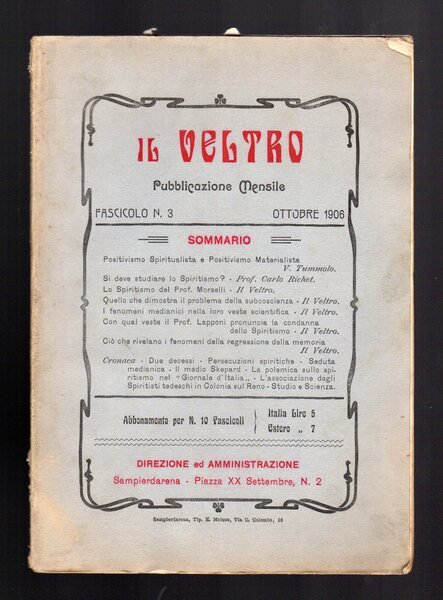 IL VELTRO
Pubblicazione Mensile
FASCICOLO N. 3 OTTOBRE 1906
SOMMARIO
Positivismo Spiritualista e Positivismo Materialista
V. Tummolo.
Si deve studiare lo Spiritismo? - Prof. Carlo Richet.
Lo Spiritismo del Prof. Morselli - Il Veltro.
Quello che dimostra il problema della subcoscienza - Il Veltro.
I fenomeni medianici nella loro veste scientifica - Il Veltro.
Con qual veste il Prof. Lapponi pronuncia la condanna
dello Spiritismo - Il Veltro.
Ciò che rivelano i fenomeni della regressione della memoria
Il Veltro.
Cronaca - Due decessi - Persecuzioni spiritiche - Seduta
medianica - Il medio Skepard - La polemica sullo spi-
ritismo nel "Giornale d'Italia„ - L'associazione degli
Spiritisti tedeschi in Colonia sul Reno - Studio e Scienza.
Abbonamento per N. 10 Fascicoli
Italia Lire 5
Estero „ 7
DIREZIONE ed AMMINISTRAZIONE
Sampierdarena - Piazza XX Settembre, N. 2
Sampierdarena, Tip. E. Meinon, Via C. Colombo, 16